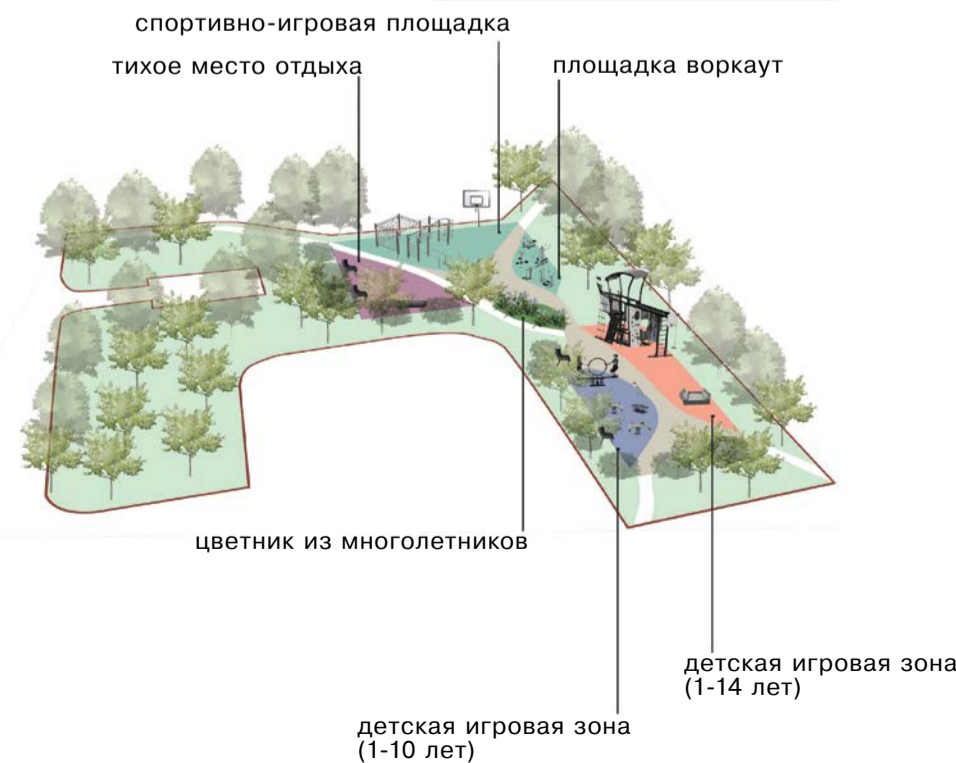 спортивно-игровая площадка
тихое место отдыха
площадка воркаут
цветник из многолетников
детская игровая зона
(1-14 лет)
детская игровая зона
(1-10 лет)